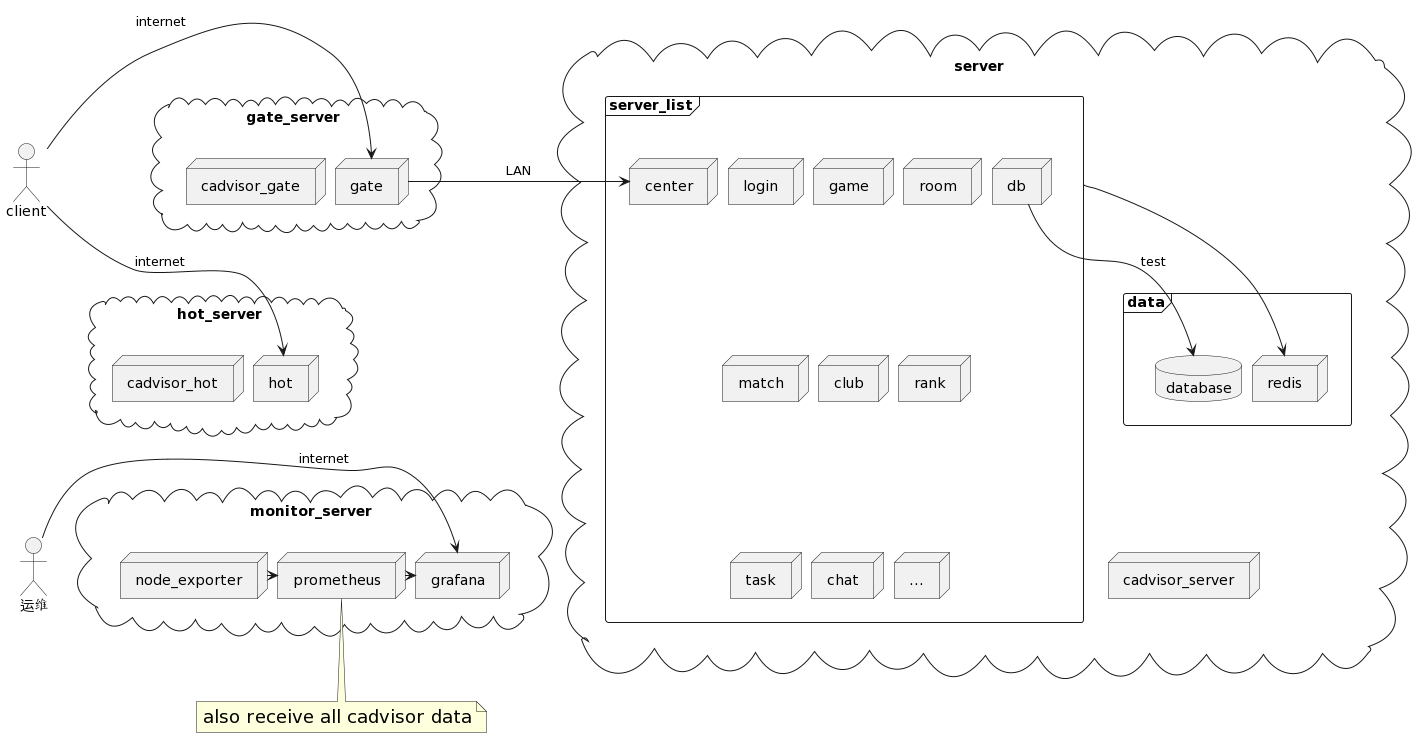 internet
server
server_list
gate_server
cadvisor_gate
gate
LAN
center
login
game
room
db
client
internet
test
data
hot_server
cadvisor_hot
hot
match
club
rank
database
redis
internet
monitor_server
node_exporter
prometheus
grafana
task
chat
...
cadvisor_server
运维
also receive all cadvisor data